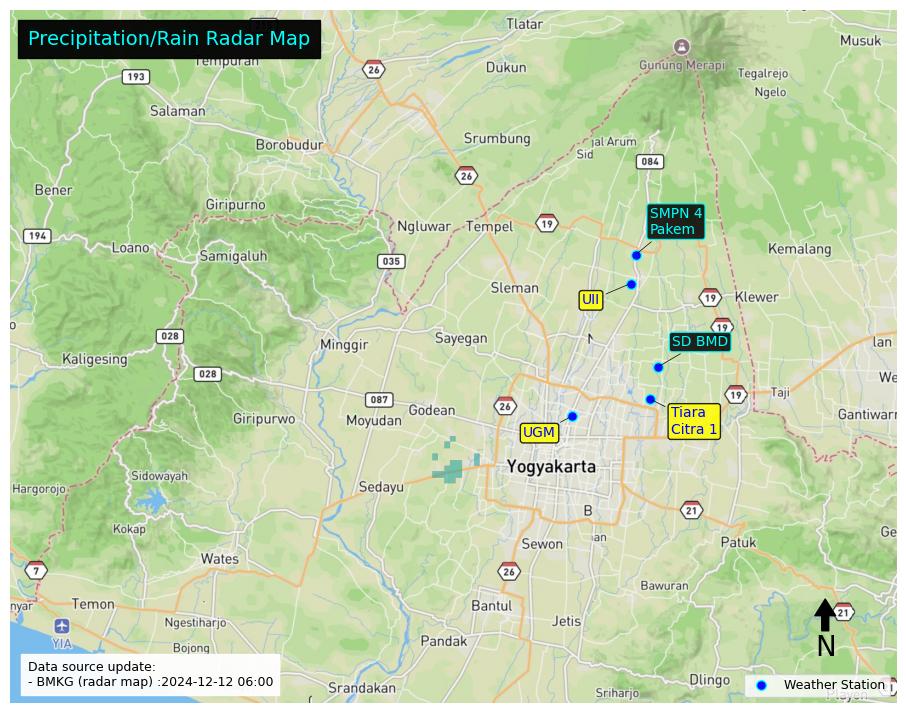 Precipitation/Rain Radar Map
Tlatar
Musuk
Tempuran
26
Gunung Merapi
193
Dukun
Tegalrejo
Ngelo
Salaman
Srumbung
jal Arum
Borobudur
Sid
084
26
Bener
Giripurno
SMPN 4
Pakem
194
Ngluwar
Tempel
19
Loano
Samigaluh
Kemalang
035
Sleman
UII
19
Klewer
19
028
Minggir
Sayegan
N
SD BMD
lan
Kaligesing
028
We
087
Godean
26
19
Taji
Giripurwo
Moyudan
UGM
Tiara
Citra 1
Gantiwar
Yogyakarta
Sidowayah
Hargorojo
Sedayu
B
21
Kokap
an
Ge
Sewon
Patuk
Wates
7
26
Bawuran
nyar
Temon
Bantul
21
Ngestiharjo
Jetis
YIA
Bojong
Pandak
N
Data source update:
- BMKG (radar map) :2024-12-12 06:00
Dlingo
Weather Station
Srandakan
Sriharjo
Playen